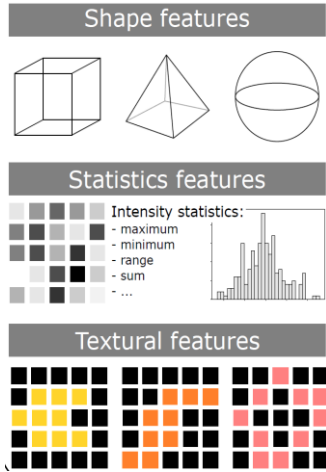 Shape features
Statistics features
Intensity statistics:
- maximum
- minimum
- range
- sum
- ...
Textural features